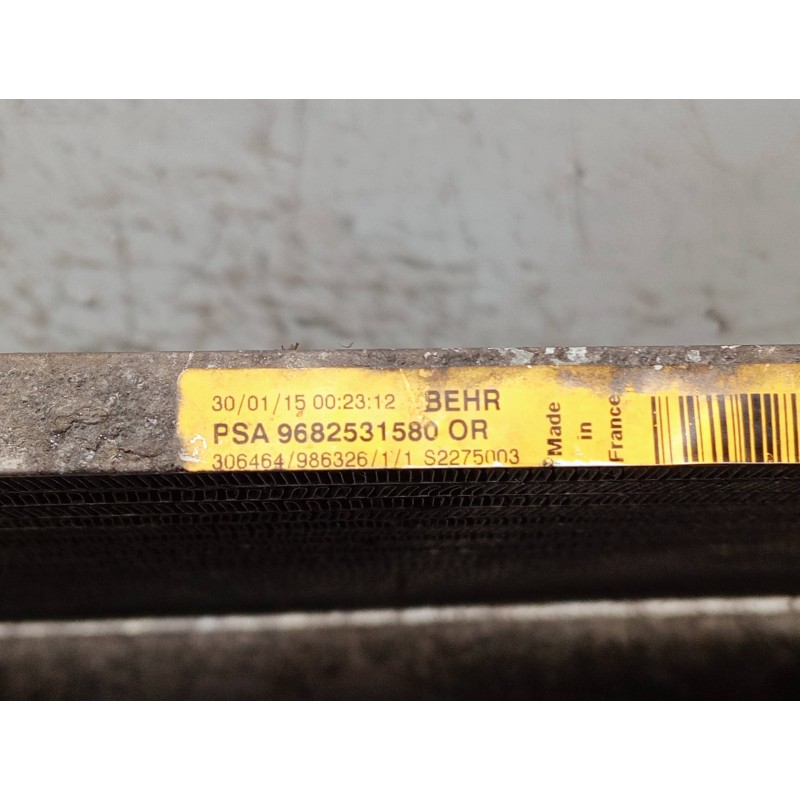 30/01/15 00:23:12 BEHR
PSA 9682531580 OR
306464/986326/1/1 S2275003
Made
in
France